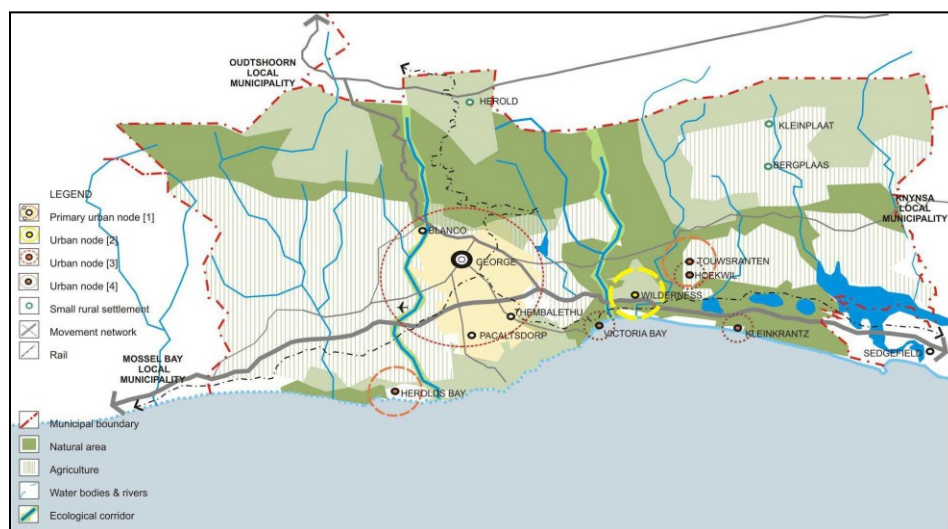 OUDTSHOORN
LOCAL
MUNICIPALITY
HEROLD
KLEINPLAAT
BERGPLAAS
KNYNSA
LOCAL
MUNICIPALITY
BLANCO
GEORGE
TOUWSRANTEN
HOEKWIL
WILDERNESS
THEMBALETHU
PACALTSDORP
VICTORIA BAY
KLEINKRANTZ
SEDGEFIELD
MOSSEL BAY
LOCAL
MUNICIPALITY
HEROLDS BAY
LEGEND
Primary urban node [1]
Urban node [2]
Urban node [3]
Urban node [4]
Small rural settlement
Movement network
Rail
Municipal boundary
Natural area
Agriculture
Water bodies & rivers
Ecological corridor